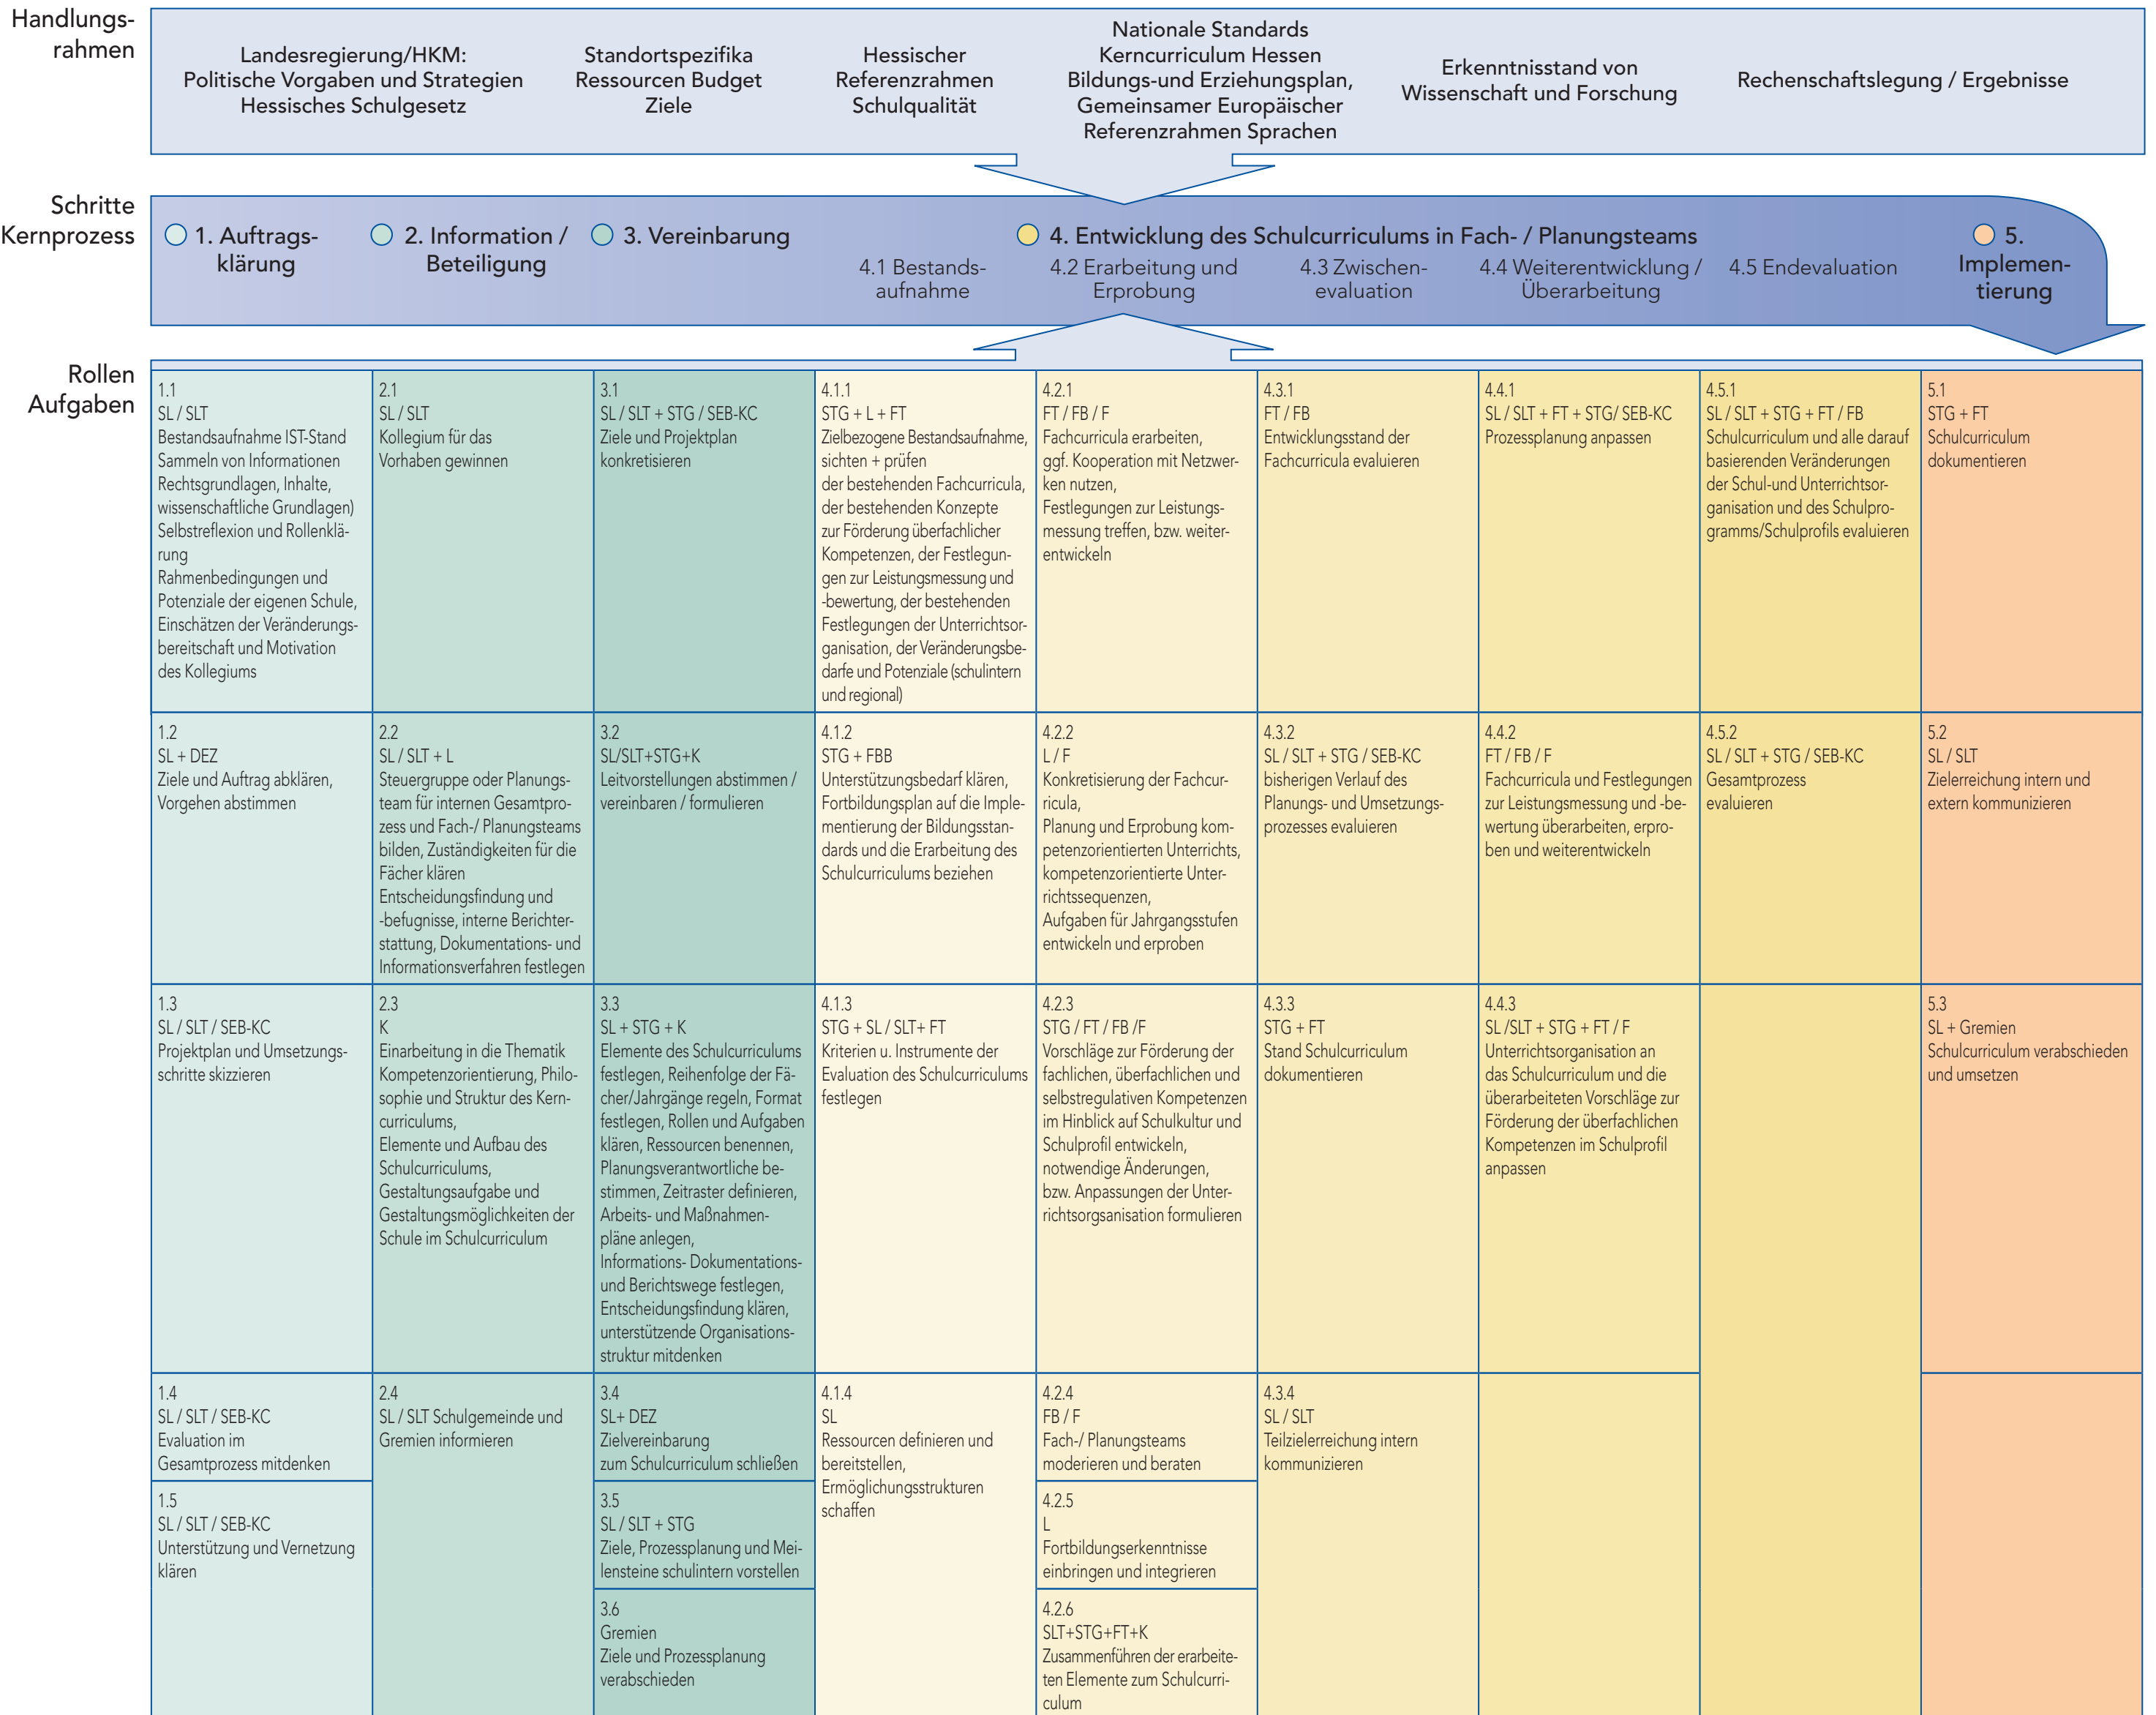 Handlungs-
rahmen
Landesregierung/HKM:
Politische Vorgaben und Strategien
Hessisches Schulgesetz
Standortspezifika
Ressourcen Budget
Ziele
Hessischer
Referenzrahmen
Schulqualität
Nationale Standards
Kerncurriculum Hessen
Bildungs-und Erziehungsplan,
Gemeinsamer Europäischer
Referenzrahmen Sprachen
Erkenntnisstand von
Wissenschaft und Forschung
Rechenschaftslegung / Ergebnisse
Schritte
Kernprozess
1. Auftrags-
klärung
2. Information /
Beteiligung
3. Vereinbarung
4. Entwicklung des Schulcurriculums in Fach- / Planungsteams
4.1 Bestands-
aufnahme
4.2 Erarbeitung und
Erprobung
4.3 Zwischen-
evaluation
4.4 Weiterentwicklung /
Überarbeitung
4.5 Endevaluation
5.
Implemen-
tierung
Rollen
Aufgaben
1.1
SL / SLT
Bestandsaufnahme IST-Stand
Sammeln von Informationen
Rechtsgrundlagen, Inhalte,
wissenschaftliche Grundlagen)
Selbstreflexion und Rollenklä-
rung
Rahmenbedingungen und
Potenziale der eigenen Schule,
Einschätzen der Veränderungs-
bereitschaft und Motivation
des Kollegiums
2.1
SL / SLT
Kollegium für das
Vorhaben gewinnen
3.1
SL / SLT + STG / SEB-KC
Ziele und Projektplan
konkretisieren
4.1.1
STG + L + FT
Zielbezogene Bestandsaufnahme,
sichten + prüfen
der bestehenden Fachcurricula,
der bestehenden Konzepte
zur Förderung überfachlicher
Kompetenzen, der Festlegun-
gen zur Leistungsmessung und
-bewertung, der bestehenden
Festlegungen der Unterrichtsor-
ganisation, der Veränderungsbe-
darfe und Potenziale (schulintern
und regional)
4.2.1
FT / FB / F
Fachcurricula erarbeiten,
ggf. Kooperation mit Netzwer-
ken nutzen,
Festlegungen zur Leistungs-
messung treffen, bzw. weiter-
entwickeln
4.3.1
FT / FB
Entwicklungsstand der
Fachcurricula evaluieren
4.4.1
SL / SLT + FT + STG/ SEB-KC
Prozessplanung anpassen
4.5.1
SL / SLT + STG + FT / FB
Schulcurriculum und alle darauf
basierenden Veränderungen
der Schul-und Unterrichtsor-
ganisation und des Schulpro-
gramms/Schulprofils evaluieren
5.1
STG + FT
Schulcurriculum
dokumentieren
1.2
SL + DEZ
Ziele und Auftrag abklären,
Vorgehen abstimmen
2.2
SL / SLT + L
Steuergruppe oder Planungs-
team für internen Gesamtpro-
zess und Fach-/ Planungsteams
bilden, Zuständigkeiten für die
Fächer klären
Entscheidungsfindung und
-befugnisse, interne Berichter-
stattung, Dokumentations- und
Informationsverfahren festlegen
3.2
SL/SLT+STG+K
Leitvorstellungen abstimmen /
vereinbaren / formulieren
4.1.2
STG + FBB
Unterstützungsbedarf klären,
Fortbildungsplan auf die Imple-
mentierung der Bildungsstan-
dards und die Erarbeitung des
Schulcurriculums beziehen
4.2.2
L / F
Konkretisierung der Fachcur-
ricula,
Planung und Erprobung kom-
petenzorientierten Unterrichts,
kompetenzorientierte Unter-
richtssequenzen,
Aufgaben für Jahrgangsstufen
entwickeln und erproben
4.3.2
SL / SLT + STG / SEB-KC
bisherigen Verlauf des
Planungs- und Umsetzungs-
prozesses evaluieren
4.4.2
FT / FB / F
Fachcurricula und Festlegungen
zur Leistungsmessung und -be-
wertung überarbeiten, erpro-
ben und weiterentwickeln
4.5.2
SL / SLT + STG / SEB-KC
Gesamtprozess
evaluieren
5.2
SL / SLT
Zielerreichung intern und
extern kommunizieren
1.3
SL / SLT / SEB-KC
Projektplan und Umsetzungs-
schritte skizzieren
2.3
K
Einarbeitung in die Thematik
Kompetenzorientierung, Philo-
sophie und Struktur des Kern-
curriculums,
Elemente und Aufbau des
Schulcurriculums,
Gestaltungsaufgabe und
Gestaltungsmöglichkeiten der
Schule im Schulcurriculum
3.3
SL + STG + K
Elemente des Schulcurriculums
festlegen, Reihenfolge der Fä-
cher/Jahrgänge regeln, Format
festlegen, Rollen und Aufgaben
klären, Ressourcen benennen,
Planungsverantwortliche be-
stimmen, Zeitraster definieren,
Arbeits- und Maßnahmen-
pläne anlegen,
Informations- Dokumentations-
und Berichtswege festlegen,
Entscheidungsfindung klären,
unterstützende Organisations-
struktur mitdenken
4.1.3
STG + SL / SLT+ FT
Kriterien u. Instrumente der
Evaluation des Schulcurriculums
festlegen
4.2.3
STG / FT / FB /F
Vorschläge zur Förderung der
fachlichen, überfachlichen und
selbstregulativen Kompetenzen
im Hinblick auf Schulkultur und
Schulprofil entwickeln,
notwendige Änderungen,
bzw. Anpassungen der Unter-
richtsorgsanisation formulieren
4.3.3
STG + FT
Stand Schulcurriculum
dokumentieren
4.4.3
SL /SLT + STG + FT / F
Unterrichtsorganisation an
das Schulcurriculum und die
überarbeiteten Vorschläge zur
Förderung der überfachlichen
Kompetenzen im Schulprofil
anpassen
5.3
SL + Gremien
Schulcurriculum verabschieden
und umsetzen
1.4
SL / SLT / SEB-KC
Evaluation im
Gesamtprozess mitdenken
2.4
SL / SLT Schulgemeinde und
Gremien informieren
3.4
SL+ DEZ
Zielvereinbarung
zum Schulcurriculum schließen
4.1.4
SL
Ressourcen definieren und
bereitstellen,
Ermöglichungsstrukturen
schaffen
4.2.4
FB / F
Fach-/ Planungsteams
moderieren und beraten
4.3.4
SL / SLT
Teilzielerreichung intern
kommunizieren
1.5
SL / SLT / SEB-KC
Unterstützung und Vernetzung
klären
3.5
SL / SLT + STG
Ziele, Prozessplanung und Mei-
lensteine schulintern vorstellen
4.2.5
L
Fortbildungserkenntnisse
einbringen und integrieren
3.6
Gremien
Ziele und Prozessplanung
verabschieden
4.2.6
SLT+STG+FT+K
Zusammenführen der erarbeite-
ten Elemente zum Schulcurri-
culum